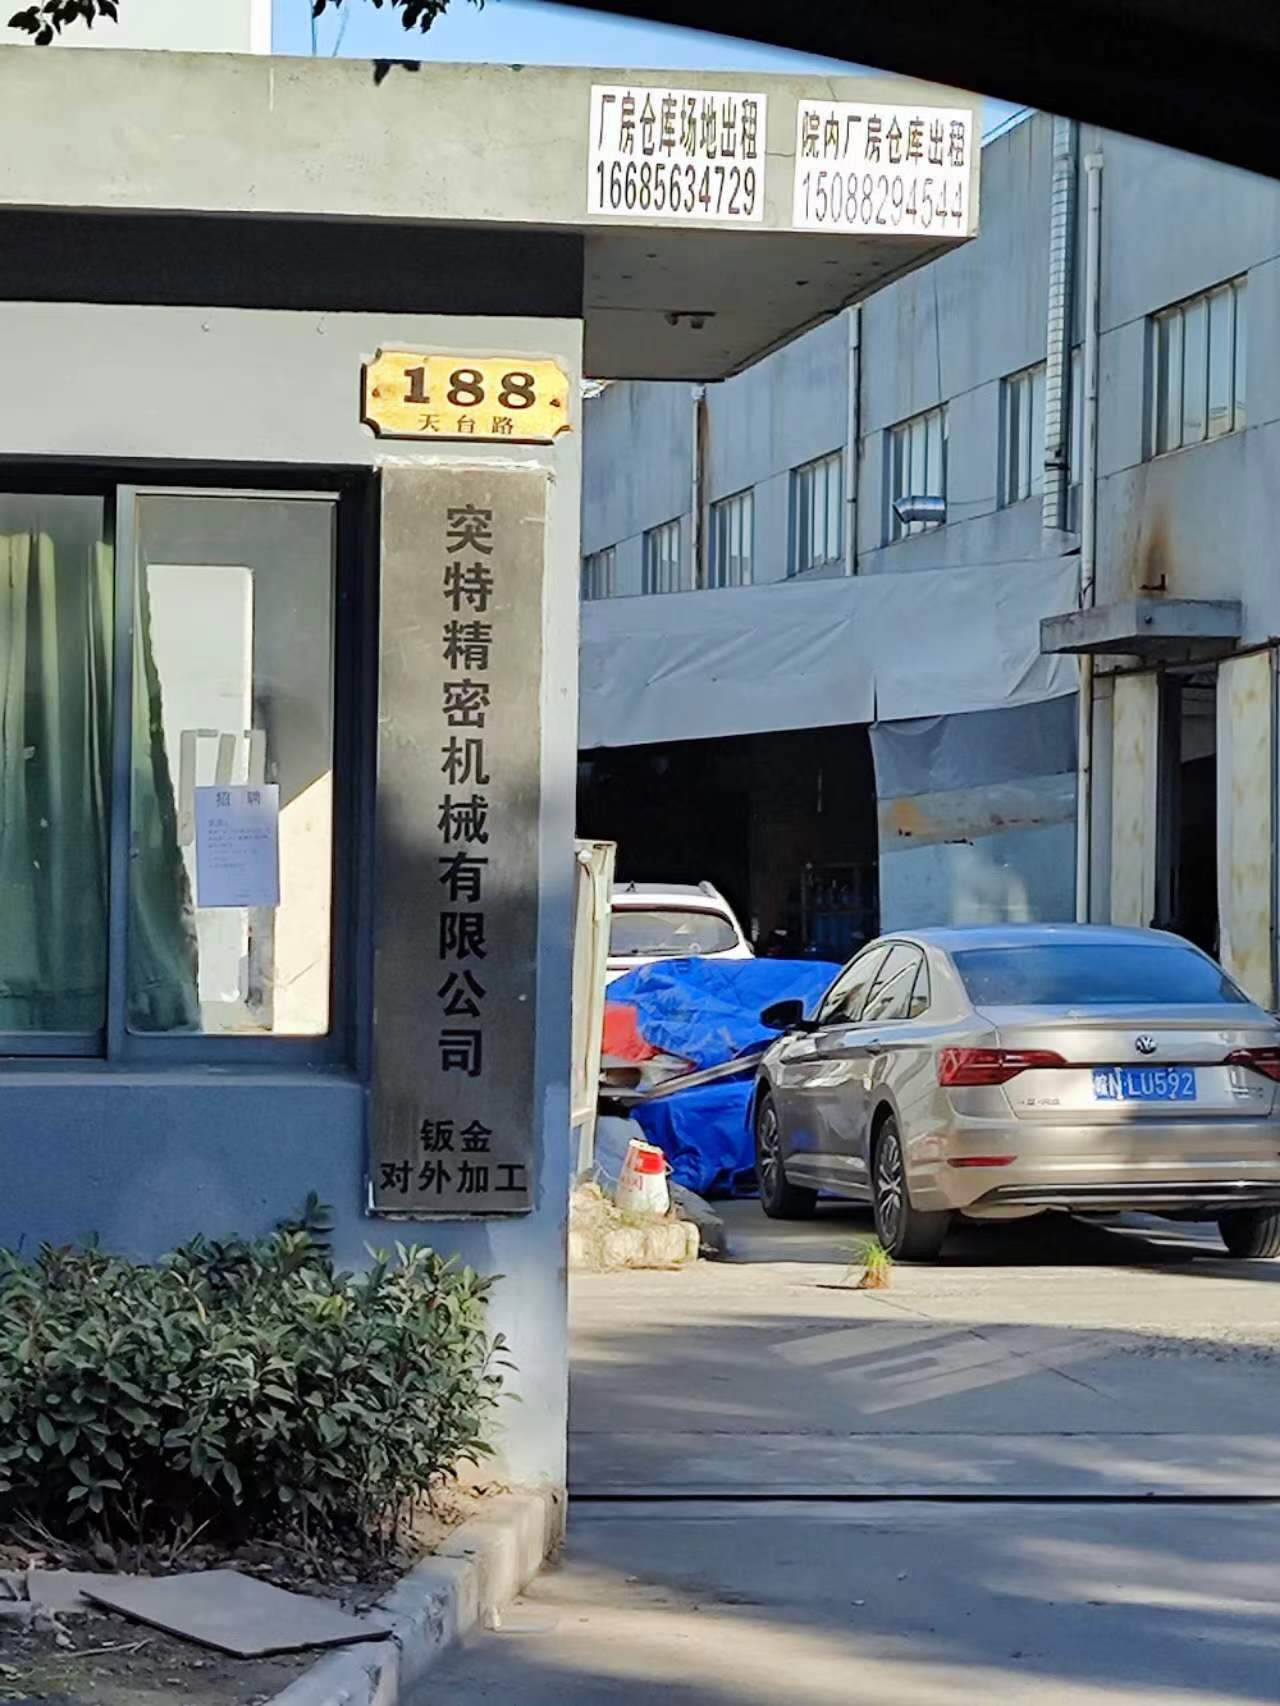 厂房仓库场地出租
16685634729
院内厂房仓库出租
15088294544
188
天台路
突特精密机械有限公司
钣金
对外加工
招聘
皖N·LU592